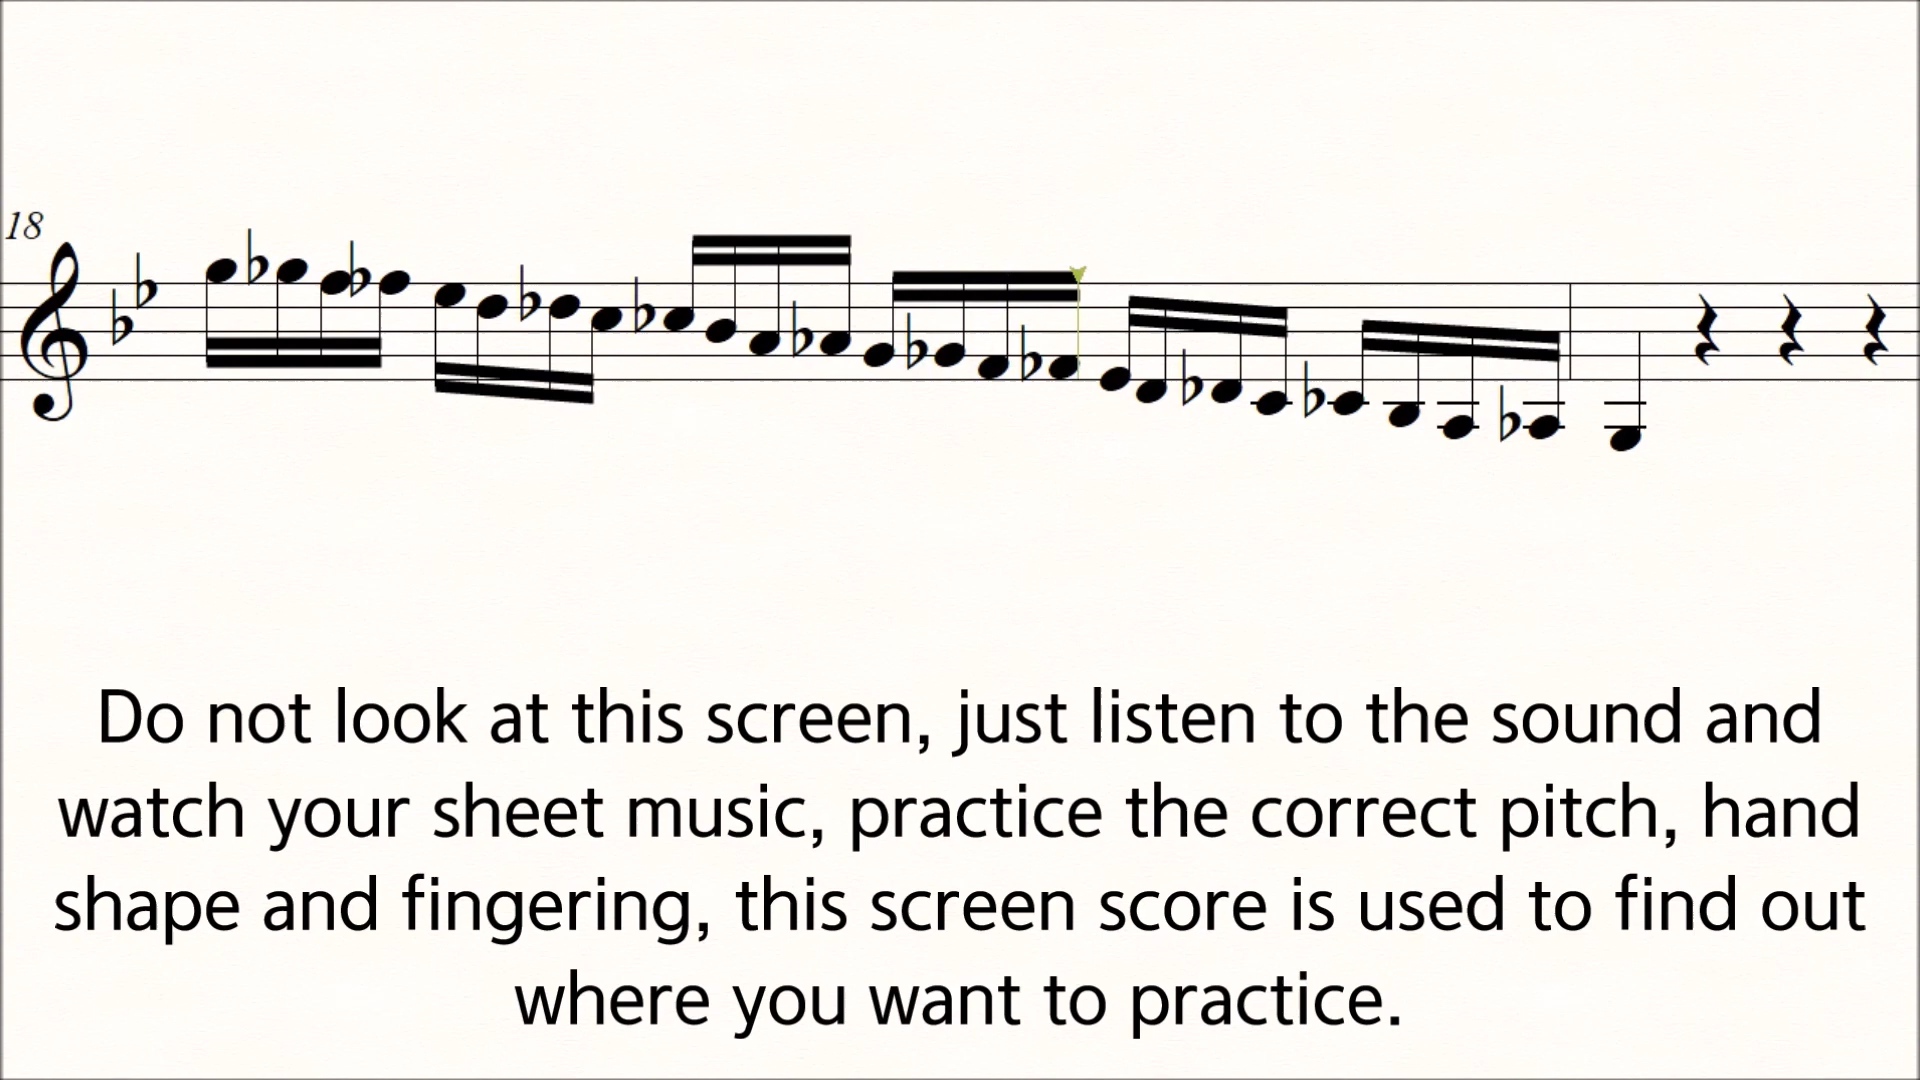 18
Do not look at this screen, just listen to the sound and
watch your sheet music, practice the correct pitch, hand
shape and fingering, this screen score is used to find out
where you want to practice.